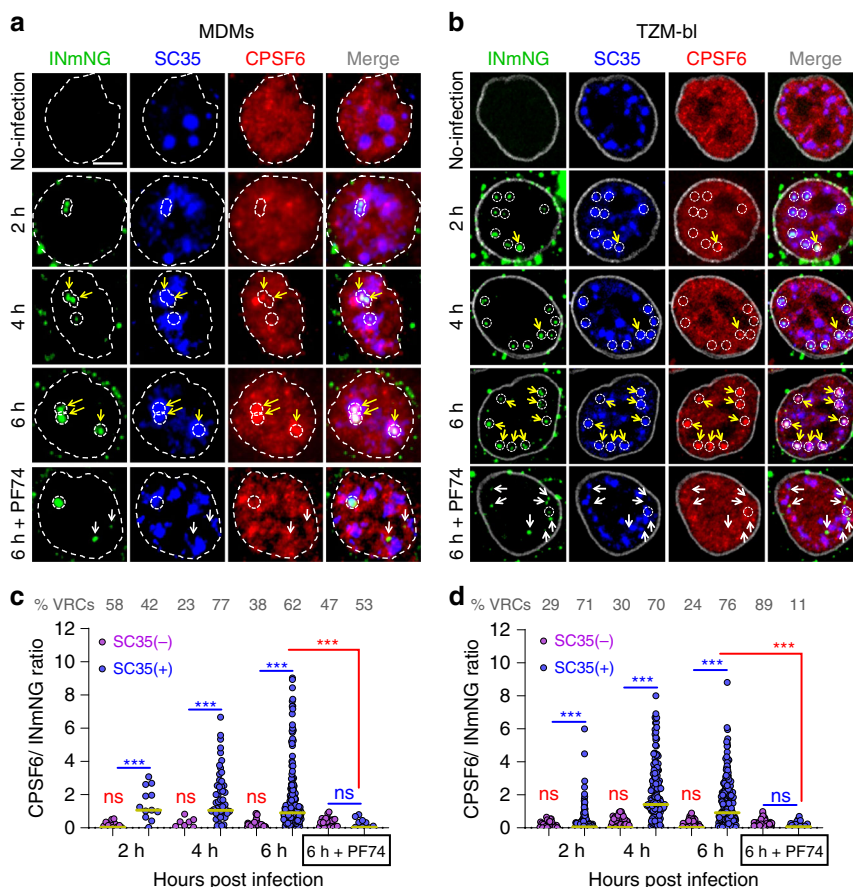 a MDMs
INmNG SC35 CPSF6 Merge
No-infection
2 h
4 h
6 h
6 h + PF74
b TZM-bl
INmNG SC35 CPSF6 Merge
No-infection
2 h
4 h
6 h
6 h + PF74
c
% VRCs 58 42 23 77 38 62 47 53
CPSF6/ INmNG ratio
12
10
8
6
4
2
0
SC35(−)
SC35(+)
***
***
***
***
ns ns ns ns
2 h 4 h 6 h 6 h + PF74
Hours post infection
d
% VRCs 29 71 30 70 24 76 89 11
CPSF6/ INmNG ratio
12
10
8
6
4
2
0
SC35(−)
SC35(+)
***
***
***
***
ns ns ns ns
2 h 4 h 6 h 6 h + PF74
Hours post infection